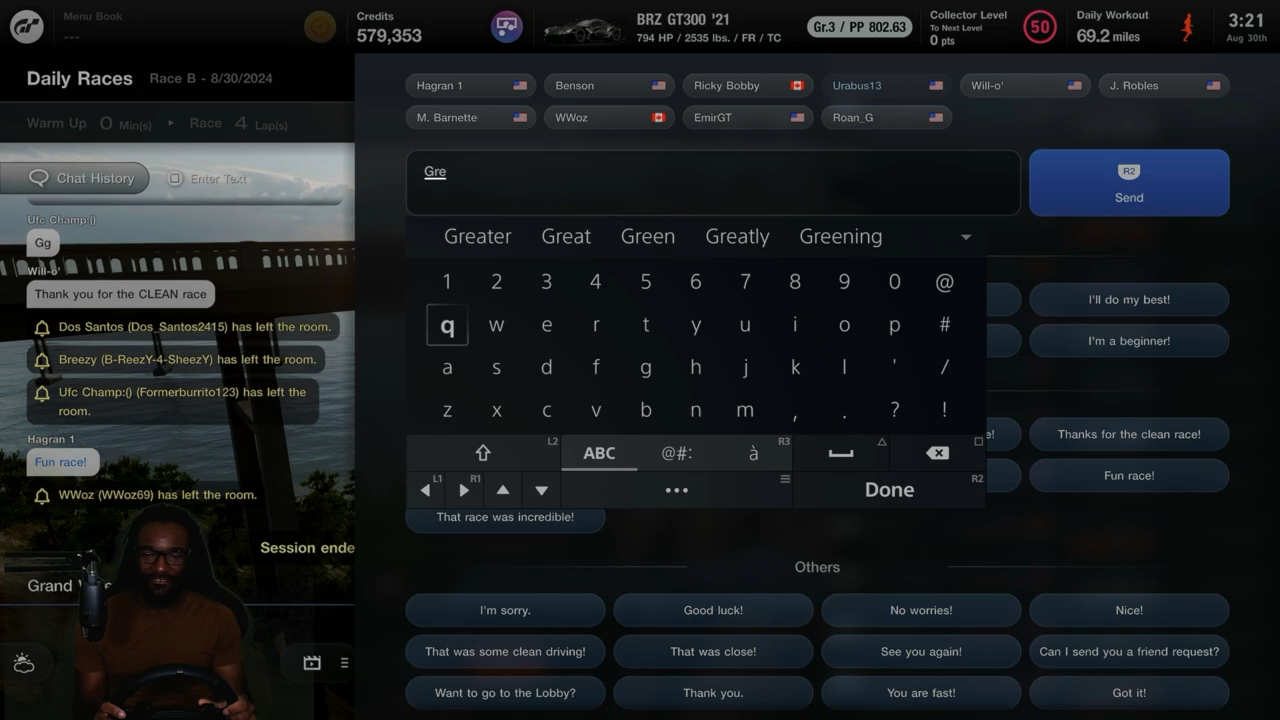 Menu Book
---
Credits
579,353
BRZ GT300 '21
794 HP / 2535 lbs. / FR / TC
Gr.3 / PP 802.63
Collector Level
To Next Level
0 pts
50
Daily Workout
69.2 miles
3:21
Aug 30th
Daily Races Race B - 8/30/2024
Warm Up 0 Min(s) Race 4 Lap(s)
Chat History Enter Text
Ufc Champ:()
Gg
Will-o'
Thank you for the CLEAN race
Dos Santos (Dos_Santos2415) has left the room.
Breezy (B-ReezY-4-SheezY) has left the room.
Ufc Champ:() (Formerburrito123) has left the
room.
Hagran 1
Fun race!
WWoz (WWoz69) has left the room.
Session ende
Grand
Hagran 1 Benson Ricky Bobby Urabus13 Will-o' J. Robles
M. Barnette WWoz EmirGT Roan_G
Gre
R2
Send
Greater Great Green Greatly Greening
1 2 3 4 5 6 7 8 9 0 @
q w e r t y u i o p #
a s d f g h j k l ' /
z x c v b n m , . ? !
L2 ABC @#: à R3
L1 R1 ••• Done R2
I'll do my best!
I'm a beginner!
e! Thanks for the clean race!
Fun race!
That race was incredible!
Others
I'm sorry. Good luck! No worries! Nice!
That was some clean driving! That was close! See you again! Can I send you a friend request?
Want to go to the Lobby? Thank you. You are fast! Got it!